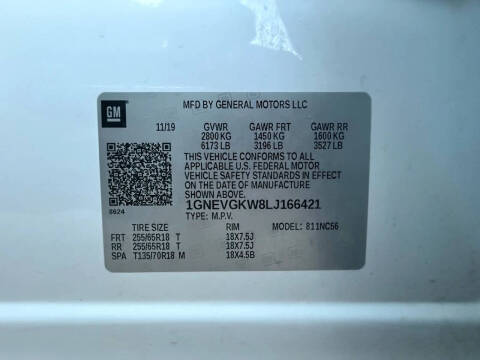 GM
MFD BY GENERAL MOTORS LLC
11/19 GVWR GAWR FRT GAWR RR
2800 KG 1450 KG 1600 KG
6173 LB 3196 LB 3527 LB
THIS VEHICLE CONFORMS TO ALL
APPLICABLE U.S. FEDERAL MOTOR
VEHICLE SAFETY STANDARDS IN EFFECT
ON THE DATE OF MANUFACTURE
SHOWN ABOVE.
1GNEVGKW8LJ166421
8624 TYPE: M.P.V. MODEL: 811NC56
TIRE SIZE RIM
FRT 255/65R18 T 18X7.5J
RR 255/65R18 T 18X7.5J
SPA T135/70R18 M 18X4.5B